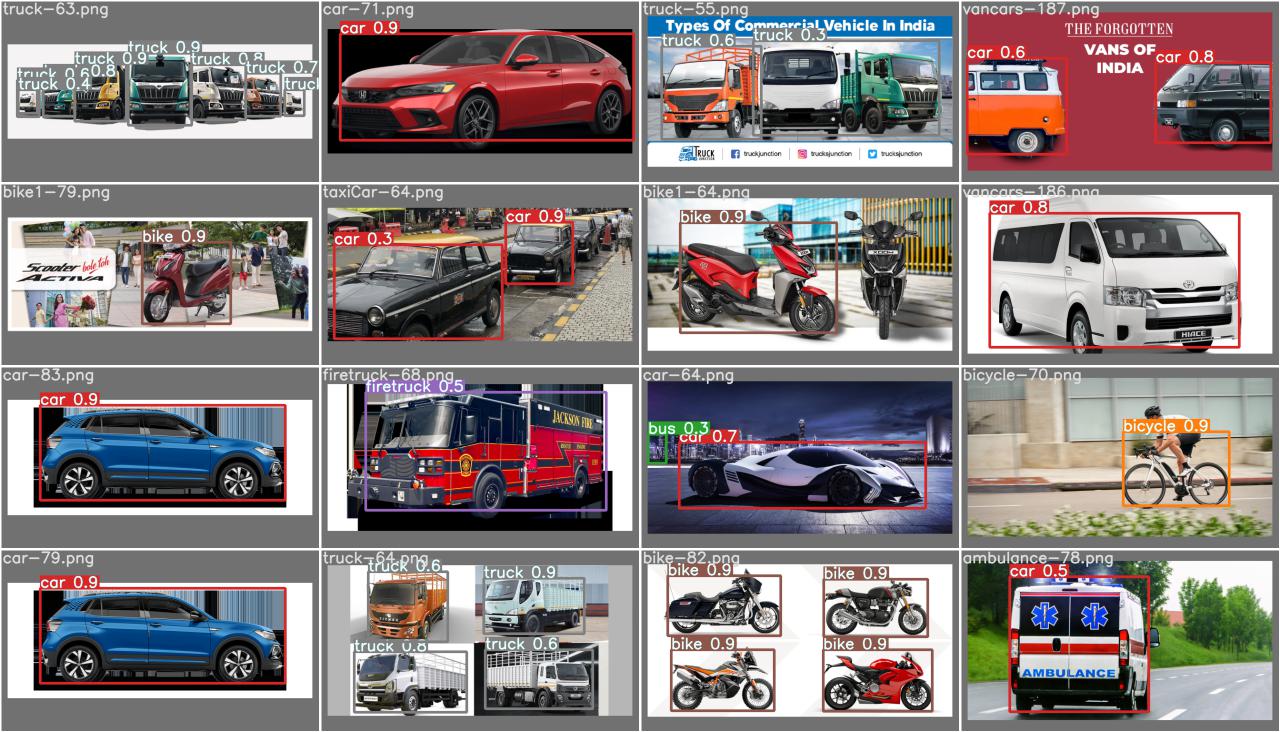 truck-63.png
truck 0.9
truck 0.9
truck 0.8
truck 0.7
truck 0.6
0.8
truck 0.4
truck
car-71.png
car 0.9
truck-55.png
Types Of Commercial Vehicle In India
truck 0.6
truck 0.3
TRUCK
JUNCTION
truckjunction
trucksjunction
trucksjunction
vancars-187.png
THE FORGOTTEN
VANS OF
INDIA
car 0.6
car 0.8
bike1-79.png
bike 0.9
Scooter bole toh
ACTIVA
taxiCar-64.png
car 0.9
car 0.3
bike1-64.png
bike 0.9
vancars-186.png
car 0.8
HIACE
car-83.png
car 0.9
firetruck-68.png
firetruck 0.5
JACKSON FIRE
car-64.png
bus 0.3
car 0.7
bicycle-70.png
bicycle 0.9
car-79.png
car 0.9
truck-64.png
truck 0.6
truck 0.9
truck 0.8
truck 0.6
bike-82.png
bike 0.9
bike 0.9
bike 0.9
bike 0.9
ambulance-78.png
car 0.5
AMBULANCE